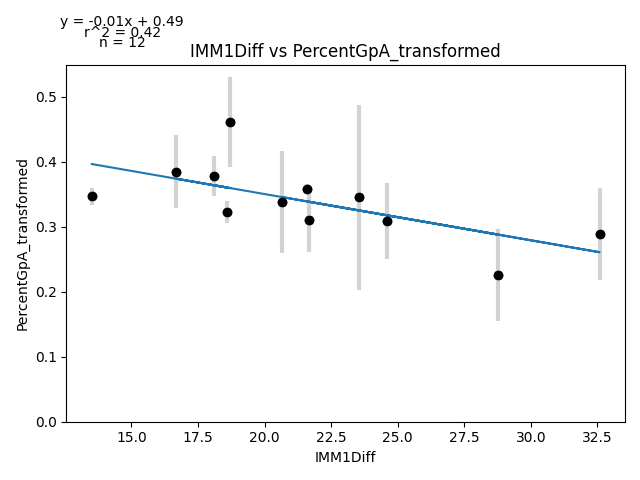 y = -0.01x + 0.49
r^2 = 0.42
n = 12
IMM1Diff vs PercentGpA_transformed
PercentGpA_transformed
0.5
0.4
0.3
0.2
0.1
0.0
15.0 17.5 20.0 22.5 25.0 27.5 30.0 32.5
IMM1Diff